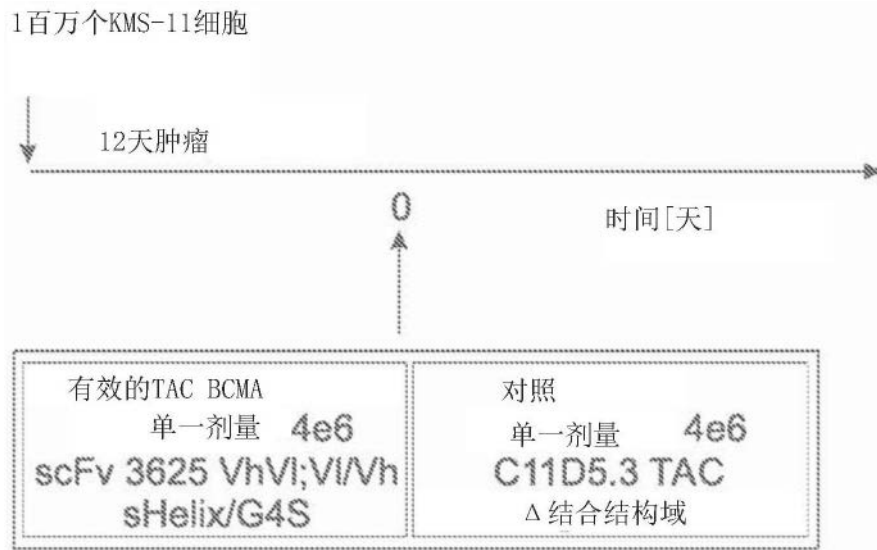 1百万个KMS-11细胞
12天肿瘤
0
时间[天]
有效的TAC BCMA
单一剂量 4e6
scFv 3625 VhVl;Vl/Vh
sHelix/G4S
对照
单一剂量 4e6
C11D5.3 TAC
Δ结合结构域